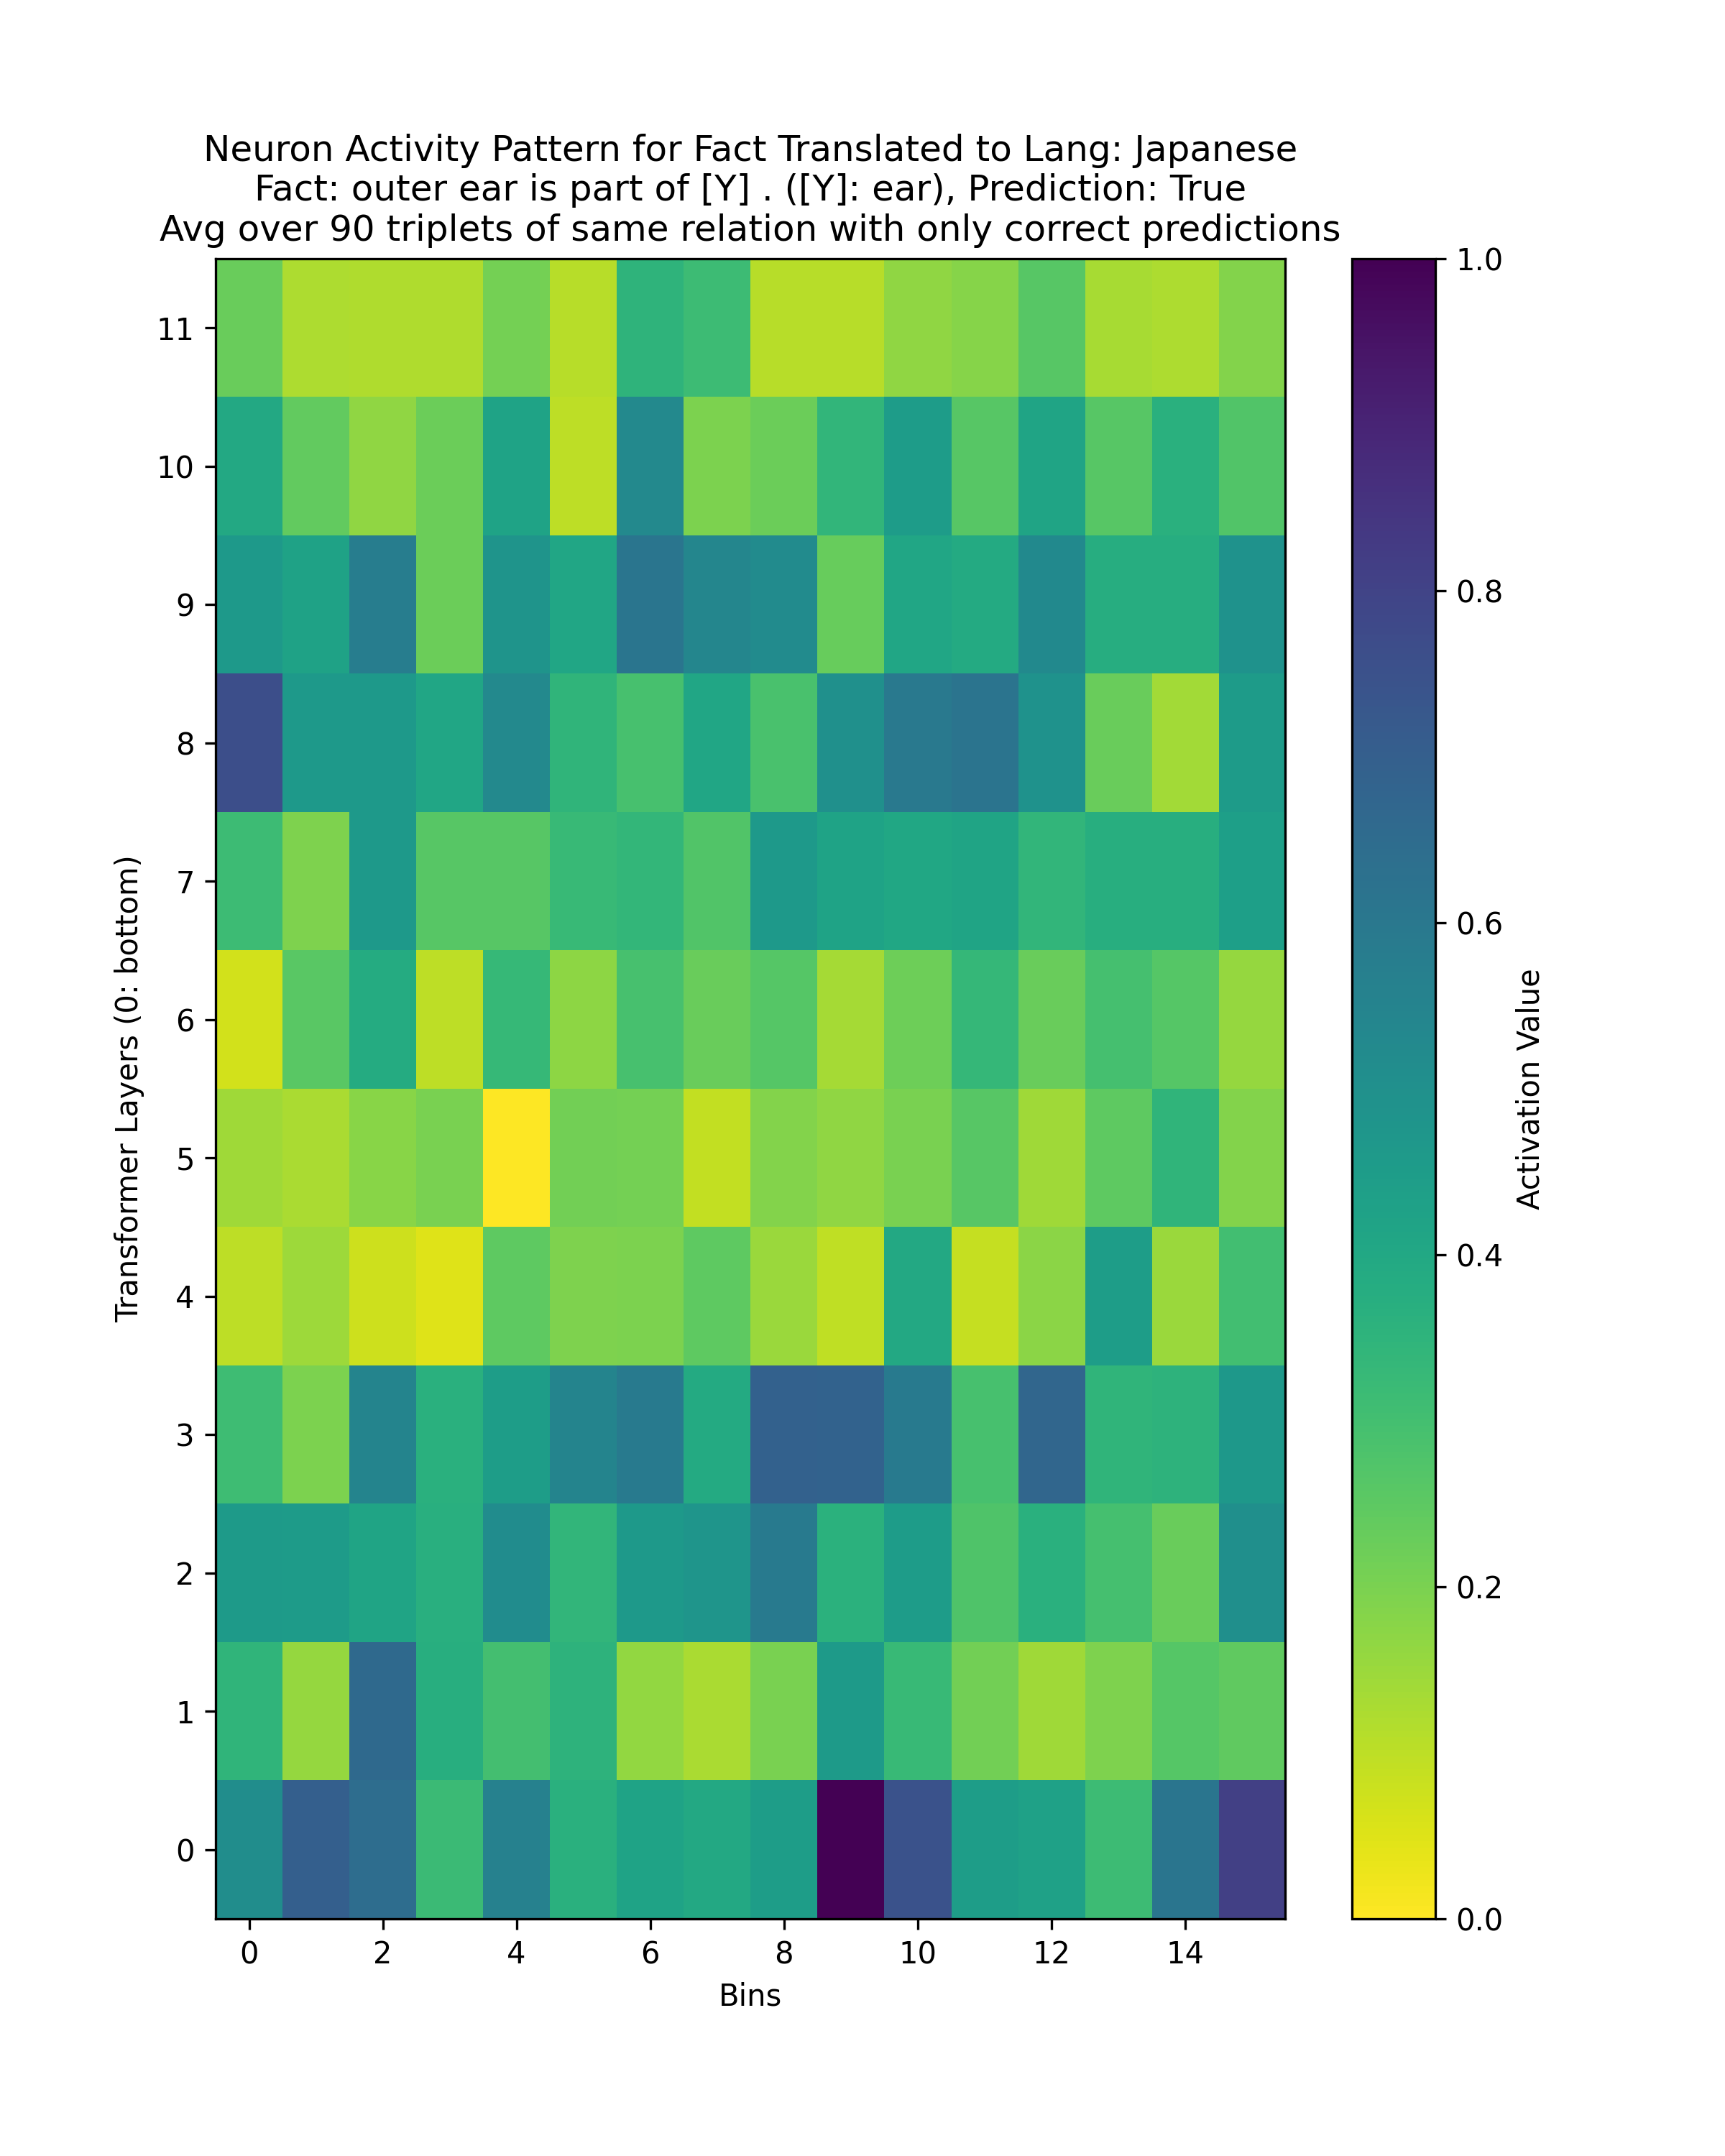 Neuron Activity Pattern for Fact Translated to Lang: Japanese
Fact: outer ear is part of [Y] . ([Y]: ear), Prediction: True
Avg over 90 triplets of same relation with only correct predictions
11
10
9
8
7
6
5
4
3
2
1
0
Transformer Layers (0: bottom)
0 2 4 6 8 10 12 14
Bins
1.0
0.8
0.6
0.4
0.2
0.0
Activation Value